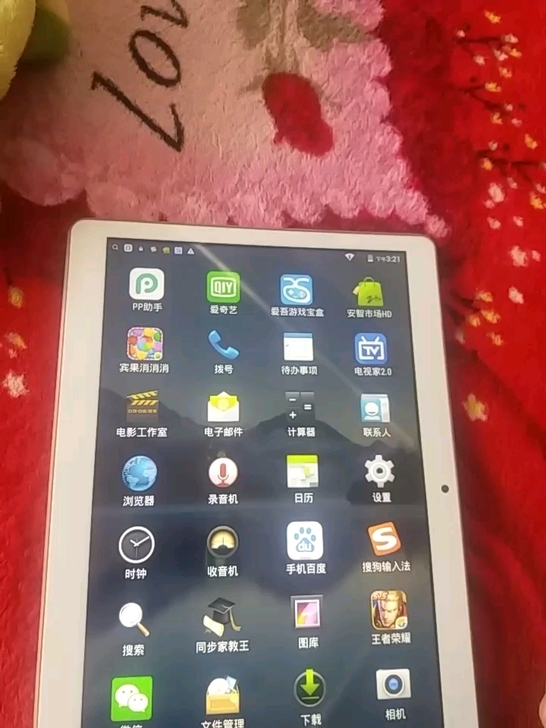 Lov
下午3:21
PP助手
QIY
爱奇艺
爱吾游戏宝盒
安智市场HD
宾果消消消
拨号
待办事项
TV
电视家2.0
电影工作室
电子邮件
计算器
联系人
浏览器
录音机
日历
设置
时钟
收音机
du
手机百度
S
搜狗输入法
搜索
同步家教王
图库
王者荣耀
微信
文件管理
下载
相机